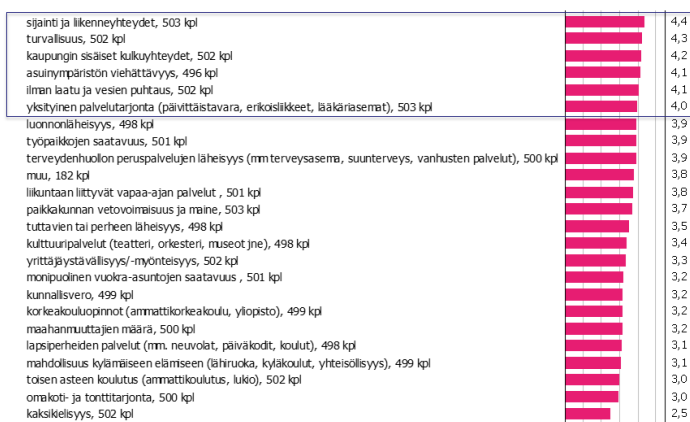 sijainti ja liikenneyhteydet, 503 kpl 4,4
turvallisuus, 502 kpl 4,3
kaupungin sisäiset kulkuyhteydet, 502 kpl 4,2
asuinympäristön viehättävyys, 496 kpl 4,1
ilman laatu ja vesien puhtaus, 502 kpl 4,1
yksityinen palvelutarjonta (päivittäistavara, erikoisliikkeet, lääkäriasemat), 503 kpl 4,0
luonnonläheisyys, 498 kpl 3,9
työpaikkojen saatavuus, 501 kpl 3,9
terveydenhuollon peruspalvelujen läheisyys (mm terveysasema, suunterveys, vanhusten palvelut), 500 kpl 3,9
muu, 182 kpl 3,8
liikuntaan liittyvät vapaa-ajan palvelut , 501 kpl 3,8
paikkakunnan vetovoimaisuus ja maine, 503 kpl 3,7
tuttavien tai perheen läheisyys, 498 kpl 3,5
kulttuuripalvelut (teatteri, orkesteri, museot jne), 498 kpl 3,4
yrittäjäystävällisyys/-myönteisyys, 502 kpl 3,3
monipuolinen vuokra-asuntojen saatavuus , 501 kpl 3,2
kunnallisvero, 499 kpl 3,2
korkeakouluopinnot (ammattikorkeakoulu, yliopisto), 499 kpl 3,2
maahanmuuttajien määrä, 500 kpl 3,2
lapsiperheiden palvelut (mm. neuvolat, päiväkodit, koulut), 498 kpl 3,1
mahdollisuus kylämäiseen elämiseen (lähiruoka, kyläkoulut, yhteisöllisyys), 499 kpl 3,1
toisen asteen koulutus (ammattikoulutus, lukio), 502 kpl 3,0
omakoti- ja tonttitarjonta, 500 kpl 3,0
kaksikielisyys, 502 kpl 2,5